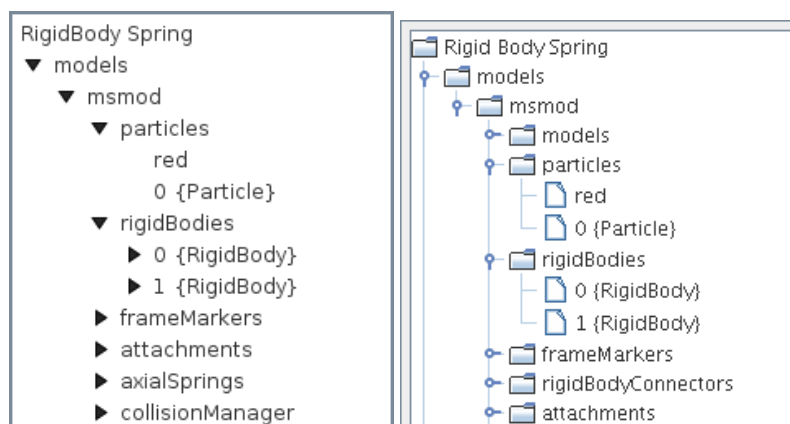 RigidBody Spring
models
msmod
particles
red
0 {Particle}
rigidBodies
0 {RigidBody}
1 {RigidBody}
frameMarkers
attachments
axialSprings
collisionManager
Rigid Body Spring
models
msmod
models
particles
red
0 {Particle}
rigidBodies
0 {RigidBody}
1 {RigidBody}
frameMarkers
rigidBodyConnectors
attachments